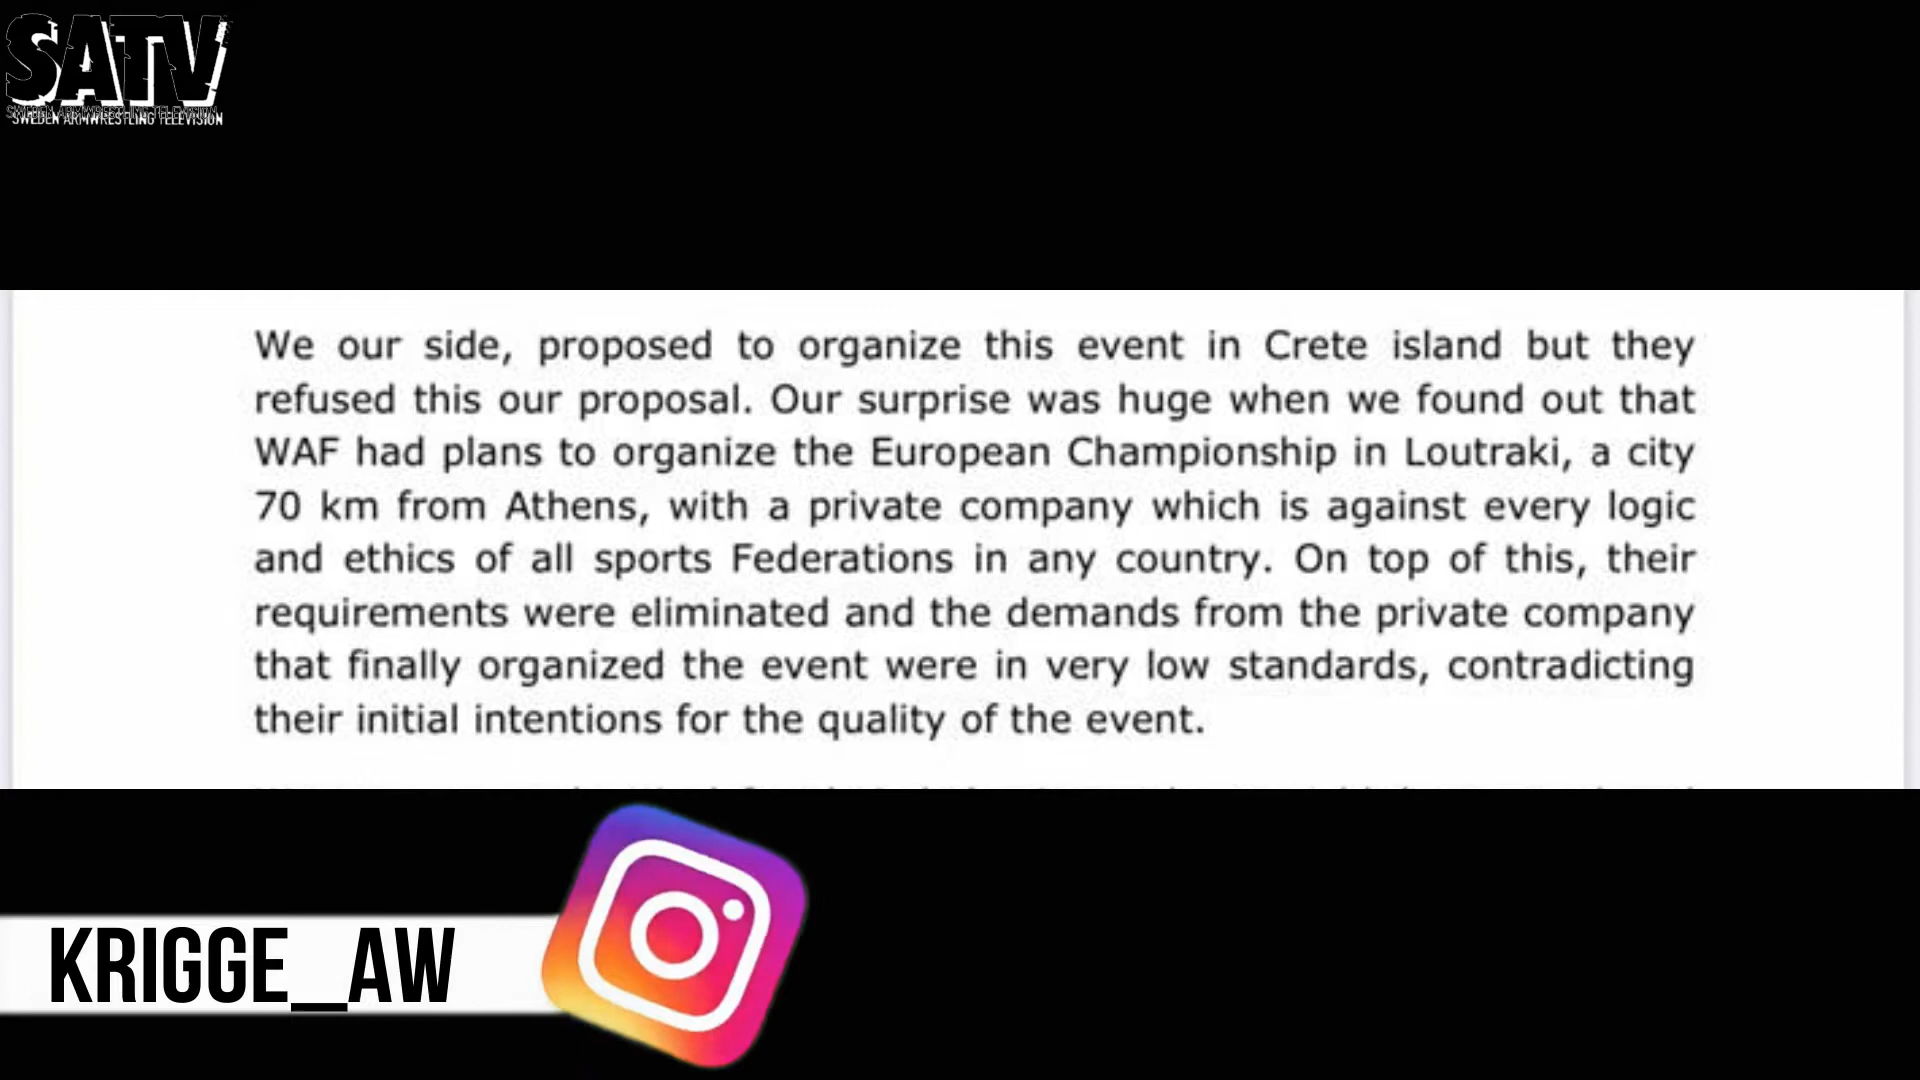 SATV
SWEDEN ARMWRESTLING TELEVISION
We our side, proposed to organize this event in Crete island but they
refused this our proposal. Our surprise was huge when we found out that
WAF had plans to organize the European Championship in Loutraki, a city
70 km from Athens, with a private company which is against every logic
and ethics of all sports Federations in any country. On top of this, their
requirements were eliminated and the demands from the private company
that finally organized the event were in very low standards, contradicting
their initial intentions for the quality of the event.
KRIGGE_AW